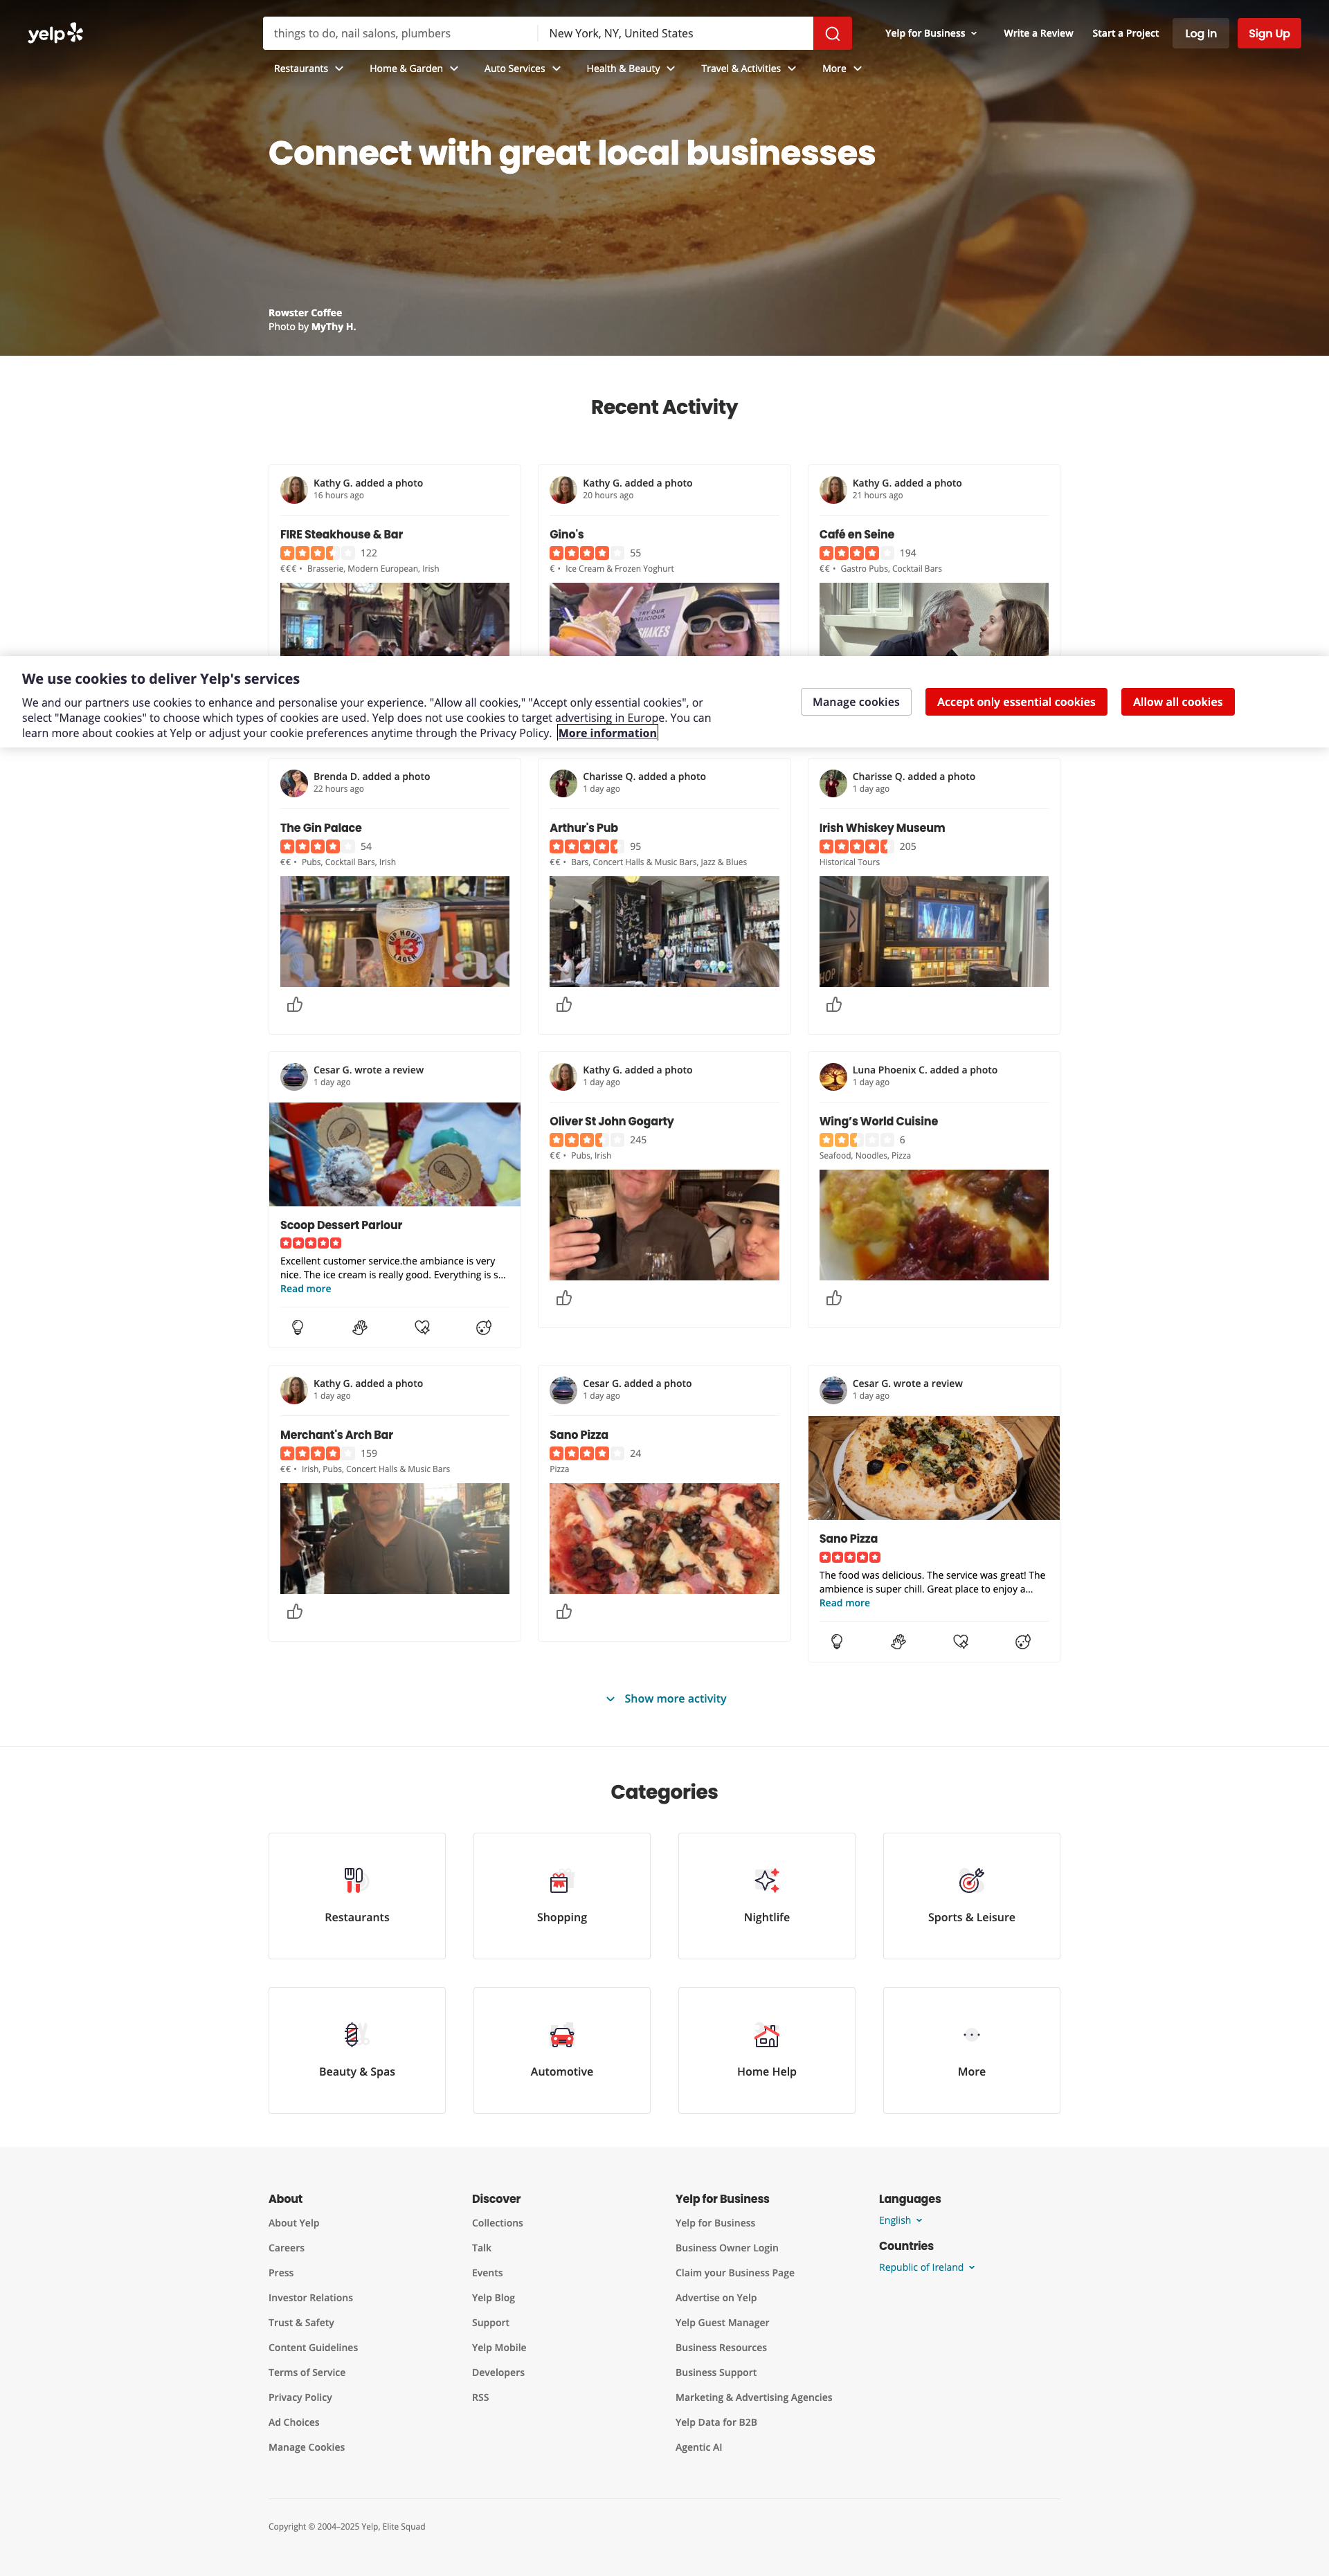 yelp
things to do, nail salons, plumbers
New York, NY, United States
Yelp for Business
Write a Review
Start a Project
Log In
Sign Up
Restaurants
Home & Garden
Auto Services
Health & Beauty
Travel & Activities
More
Connect with great local businesses
Rowster Coffee
Photo by MyThy H.
Recent Activity
Kathy G. added a photo
16 hours ago
FIRE Steakhouse & Bar
122
€€€ • Brasserie, Modern European, Irish
Kathy G. added a photo
20 hours ago
Gino's
55
€ • Ice Cream & Frozen Yoghurt
TRY OUR
DELICIOUS
SHAKES
Kathy G. added a photo
21 hours ago
Café en Seine
194
€€ • Gastro Pubs, Cocktail Bars
We use cookies to deliver Yelp's services
We and our partners use cookies to enhance and personalise your experience. "Allow all cookies," "Accept only essential cookies", or
select "Manage cookies" to choose which types of cookies are used. Yelp does not use cookies to target advertising in Europe. You can
learn more about cookies at Yelp or adjust your cookie preferences anytime through the Privacy Policy. More information
Manage cookies
Accept only essential cookies
Allow all cookies
Brenda D. added a photo
22 hours ago
The Gin Palace
54
€€ • Pubs, Cocktail Bars, Irish
HOP HOUSE
13
LAGER
Charisse Q. added a photo
1 day ago
Arthur's Pub
95
€€ • Bars, Concert Halls & Music Bars, Jazz & Blues
Charisse Q. added a photo
1 day ago
Irish Whiskey Museum
205
Historical Tours
HOP
Cesar G. wrote a review
1 day ago
Scoop Dessert Parlour
Excellent customer service.the ambiance is very
nice. The ice cream is really good. Everything is s…
Read more
Kathy G. added a photo
1 day ago
Oliver St John Gogarty
245
€€ • Pubs, Irish
Luna Phoenix C. added a photo
1 day ago
Wing’s World Cuisine
6
Seafood, Noodles, Pizza
Kathy G. added a photo
1 day ago
Merchant's Arch Bar
159
€€ • Irish, Pubs, Concert Halls & Music Bars
Cesar G. added a photo
1 day ago
Sano Pizza
24
Pizza
Cesar G. wrote a review
1 day ago
Sano Pizza
The food was delicious. The service was great! The
ambience is super chill. Great place to enjoy a…
Read more
Show more activity
Categories
Restaurants
Shopping
Nightlife
Sports & Leisure
Beauty & Spas
Automotive
Home Help
More
About
About Yelp
Careers
Press
Investor Relations
Trust & Safety
Content Guidelines
Terms of Service
Privacy Policy
Ad Choices
Manage Cookies
Discover
Collections
Talk
Events
Yelp Blog
Support
Yelp Mobile
Developers
RSS
Yelp for Business
Yelp for Business
Business Owner Login
Claim your Business Page
Advertise on Yelp
Yelp Guest Manager
Business Resources
Business Support
Marketing & Advertising Agencies
Yelp Data for B2B
Agentic AI
Languages
English
Countries
Republic of Ireland
Copyright © 2004–2025 Yelp, Elite Squad